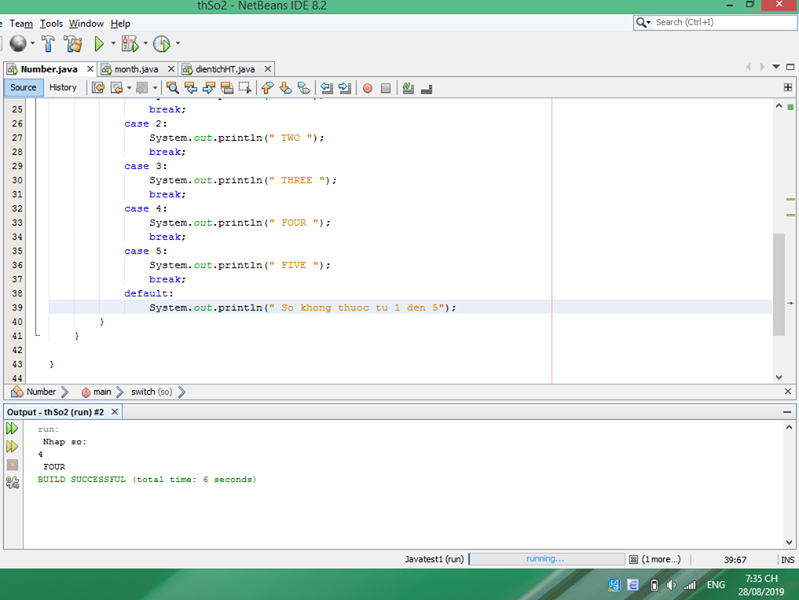 thSo2 - NetBeans IDE 8.2
Team Tools Window Help
Search (Ctrl+I)
Number.java month.java dientichHT.java
Source History
25 break;
26 case 2:
27 System.out.println(" TWO ");
28 break;
29 case 3:
30 System.out.println(" THREE ");
31 break;
32 case 4:
33 System.out.println(" FOUR ");
34 break;
35 case 5:
36 System.out.println(" FIVE ");
37 break;
38 default:
39 System.out.println(" So khong thuoc tu 1 den 5");
40 }
41 }
42
43 }
44
Number main switch (so)
Output - thSo2 (run) #2
run:
Nhap so:
4
FOUR
BUILD SUCCESSFUL (total time: 6 seconds)
Javatest1 (run) running... (1 more...) 39:67 INS
ENG 7:35 CH
28/08/2019